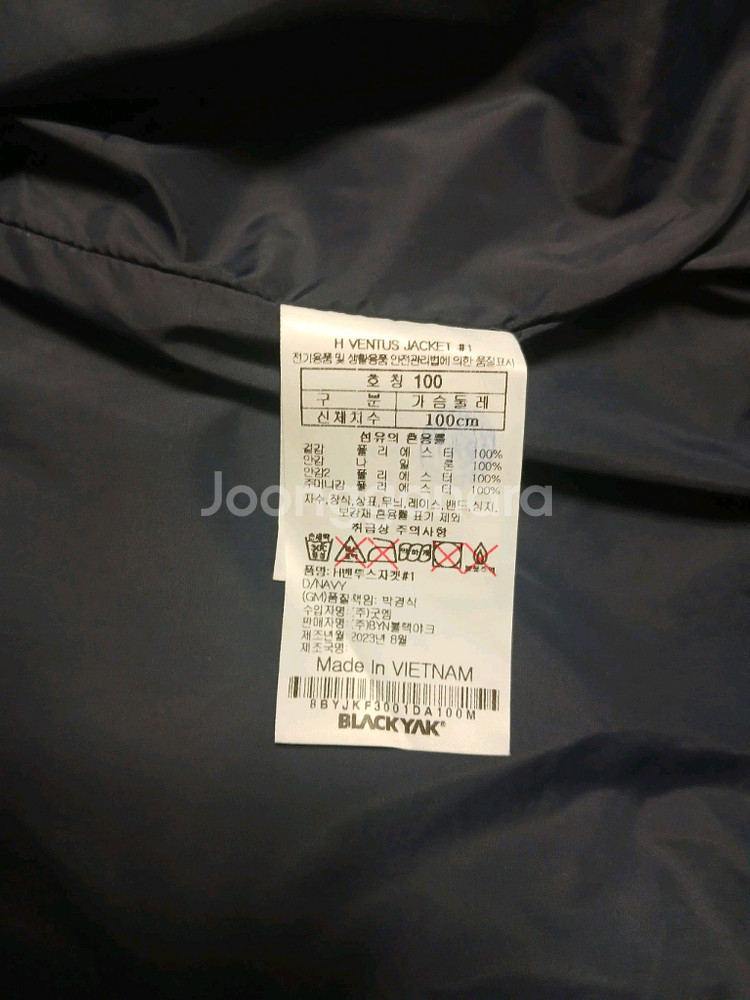 H VENTUS JACKET #1
전기용품 및 생활용품 안전관리법에 의한 품질표시
호 칭 100
구 분 가 슴 둘 레
신 체 치 수 100cm
섬유의 혼용률
겉감 폴 리 에 스 터 100%
안감 나 일 론 100%
안감2 폴 리 에 스 터 100%
주머니감 폴 리 에 스 터 100%
Joonggonara
자수,장식,상표,무늬,레이스,밴드,심지,
보강재 혼용률 표기 제외
취급상 주의사항
손세탁
30℃
중성
품명: H벤투스자켓#1
D/NAVY
(GM)품질책임: 박경식
수입자명: (주)굿엠
판매자명: (주)BYN블랙야크
제조년월: 2023년 8월
제조국명:
Made In VIETNAM
8BYJKF3001DA100M
BLACKYAK®